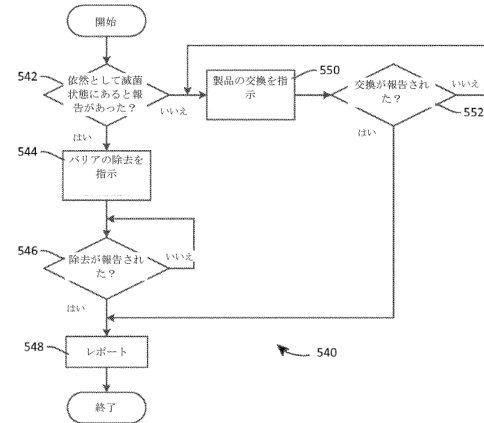 開始
542
依然として滅菌
状態にあると報
告があった？
いいえ
はい
製品の交換を指
示
550
交換が報告され
た？
いいえ
552
はい
544
バリアの除去を
指示
546
除去が報告され
た？
いいえ
はい
548
レポート
540
終了